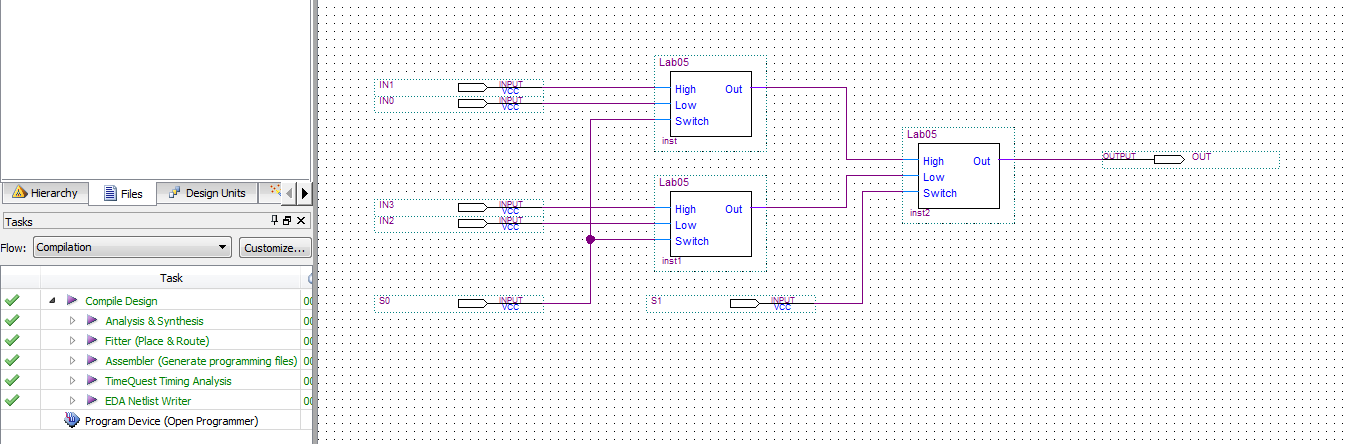 Hierarchy Files Design Units
Tasks
Flow: Compilation Customize...
Task
Compile Design 00
Analysis & Synthesis 00
Fitter (Place & Route) 00
Assembler (Generate programming files) 00
TimeQuest Timing Analysis 00
EDA Netlist Writer 00
Program Device (Open Programmer)
Lab05
IN1 INPUT
VCC
IN0 INPUT
VCC
High Out
Low
Switch
inst
Lab05
IN3 INPUT
VCC
IN2 INPUT
VCC
High Out
Low
Switch
inst1
S0 INPUT
VCC
S1 INPUT
VCC
Lab05
High Out
Low
Switch
inst2
OUTPUT OUT